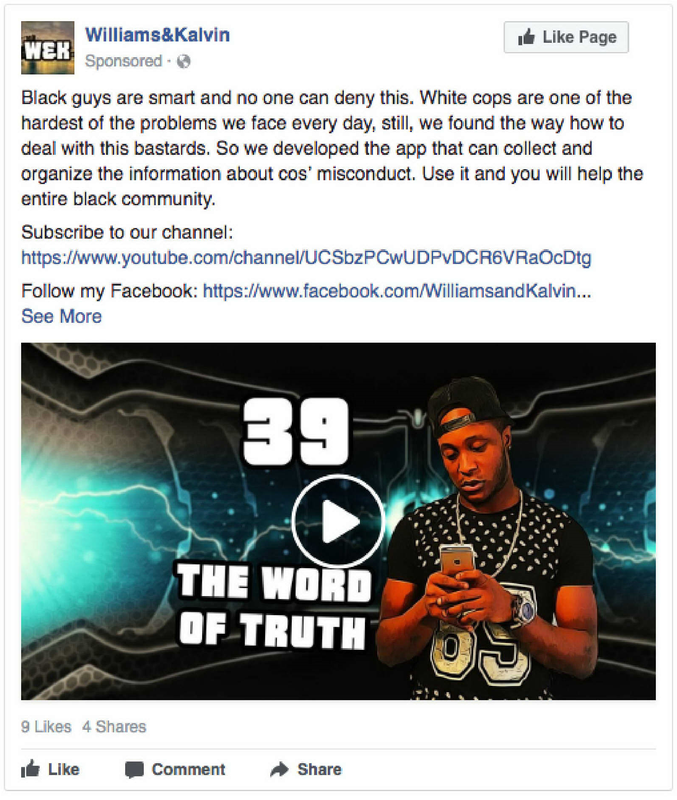 WEK
Williams&Kalvin
Sponsored ·
Like Page
Black guys are smart and no one can deny this. White cops are one of the
hardest of the problems we face every day, still, we found the way how to
deal with this bastards. So we developed the app that can collect and
organize the information about cos' misconduct. Use it and you will help the
entire black community.
Subscribe to our channel:
https://www.youtube.com/channel/UCSbzPCwUDPvDCR6VRaOcDtg
Follow my Facebook: https://www.facebook.com/WilliamsandKalvin...
See More
39
THE WORD
OF TRUTH
69
9 Likes 4 Shares
Like Comment Share